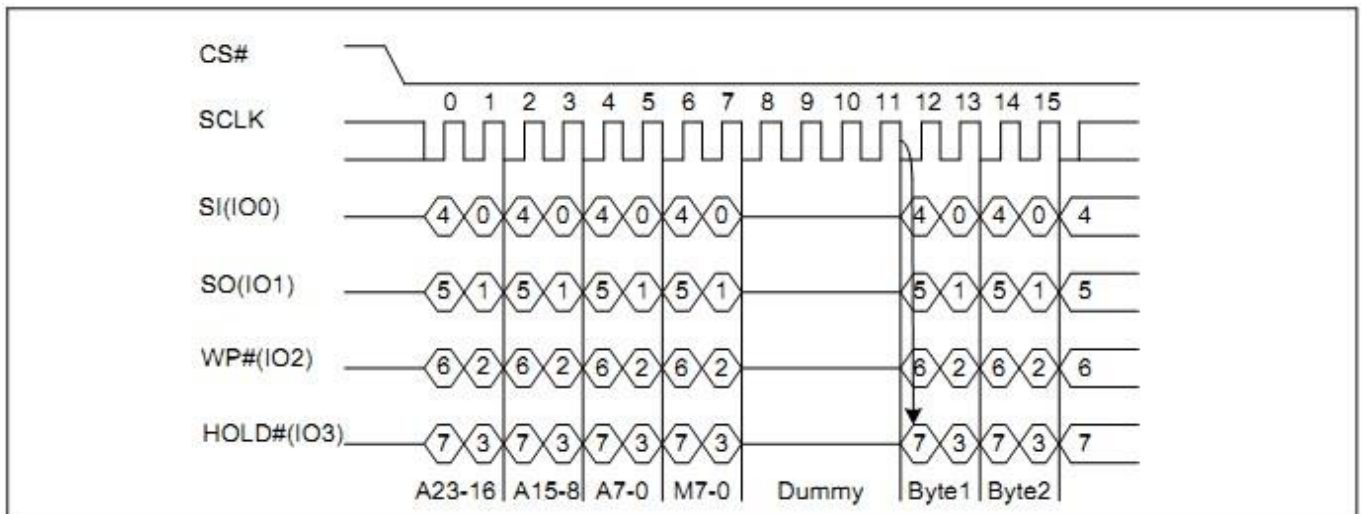 CS#
0 1 2 3 4 5 6 7 8 9 10 11 12 13 14 15
SCLK
SI(IO0) 4 0 4 0 4 0 4 0 4 0 4 0 4
SO(IO1) 5 1 5 1 5 1 5 1 5 1 5 1 5
WP#(IO2) 6 2 6 2 6 2 6 2 6 2 6 2 6
HOLD#(IO3) 7 3 7 3 7 3 7 3 7 3 7 3 7
A23-16 A15-8 A7-0 M7-0 Dummy Byte1 Byte2